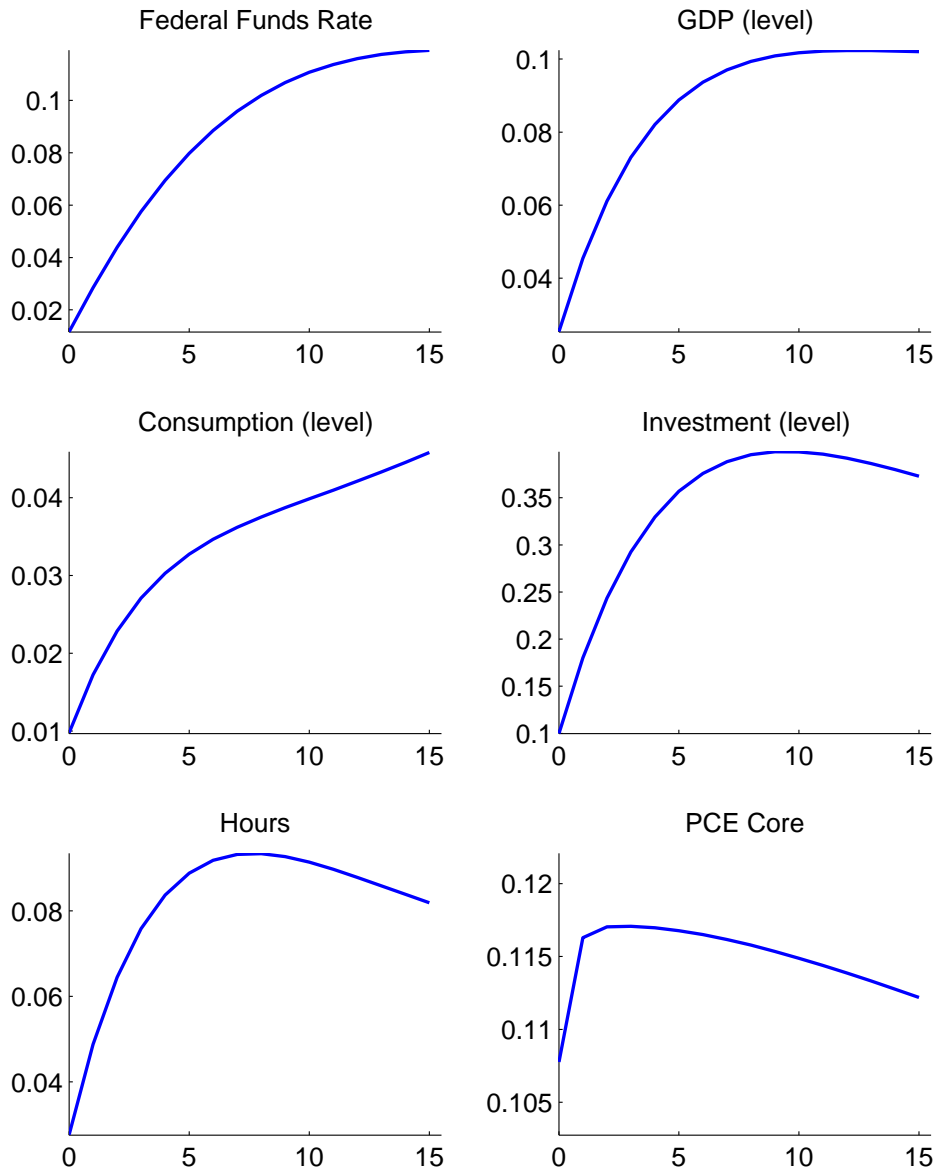 Federal Funds Rate
0.1
0.08
0.06
0.04
0.02
0 5 10 15
GDP (level)
0.1
0.08
0.06
0.04
0 5 10 15
Consumption (level)
0.04
0.03
0.02
0.01
0 5 10 15
Investment (level)
0.35
0.3
0.25
0.2
0.15
0.1
0 5 10 15
Hours
0.08
0.06
0.04
0 5 10 15
PCE Core
0.12
0.115
0.11
0.105
0 5 10 15